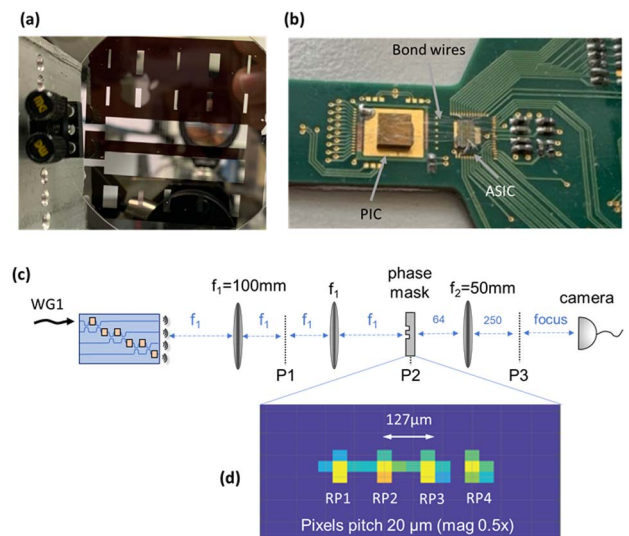 (a)
(b)
Bond wires
PIC
ASIC
(c)
WG1
f₁
f₁=100mm
f₁
f₁
f₁
f₁
phase
mask
64
f₂=50mm
250
focus
camera
P1
P2
P3
127µm
(d)
RP1 RP2 RP3 RP4
Pixels pitch 20 µm (mag 0.5x)